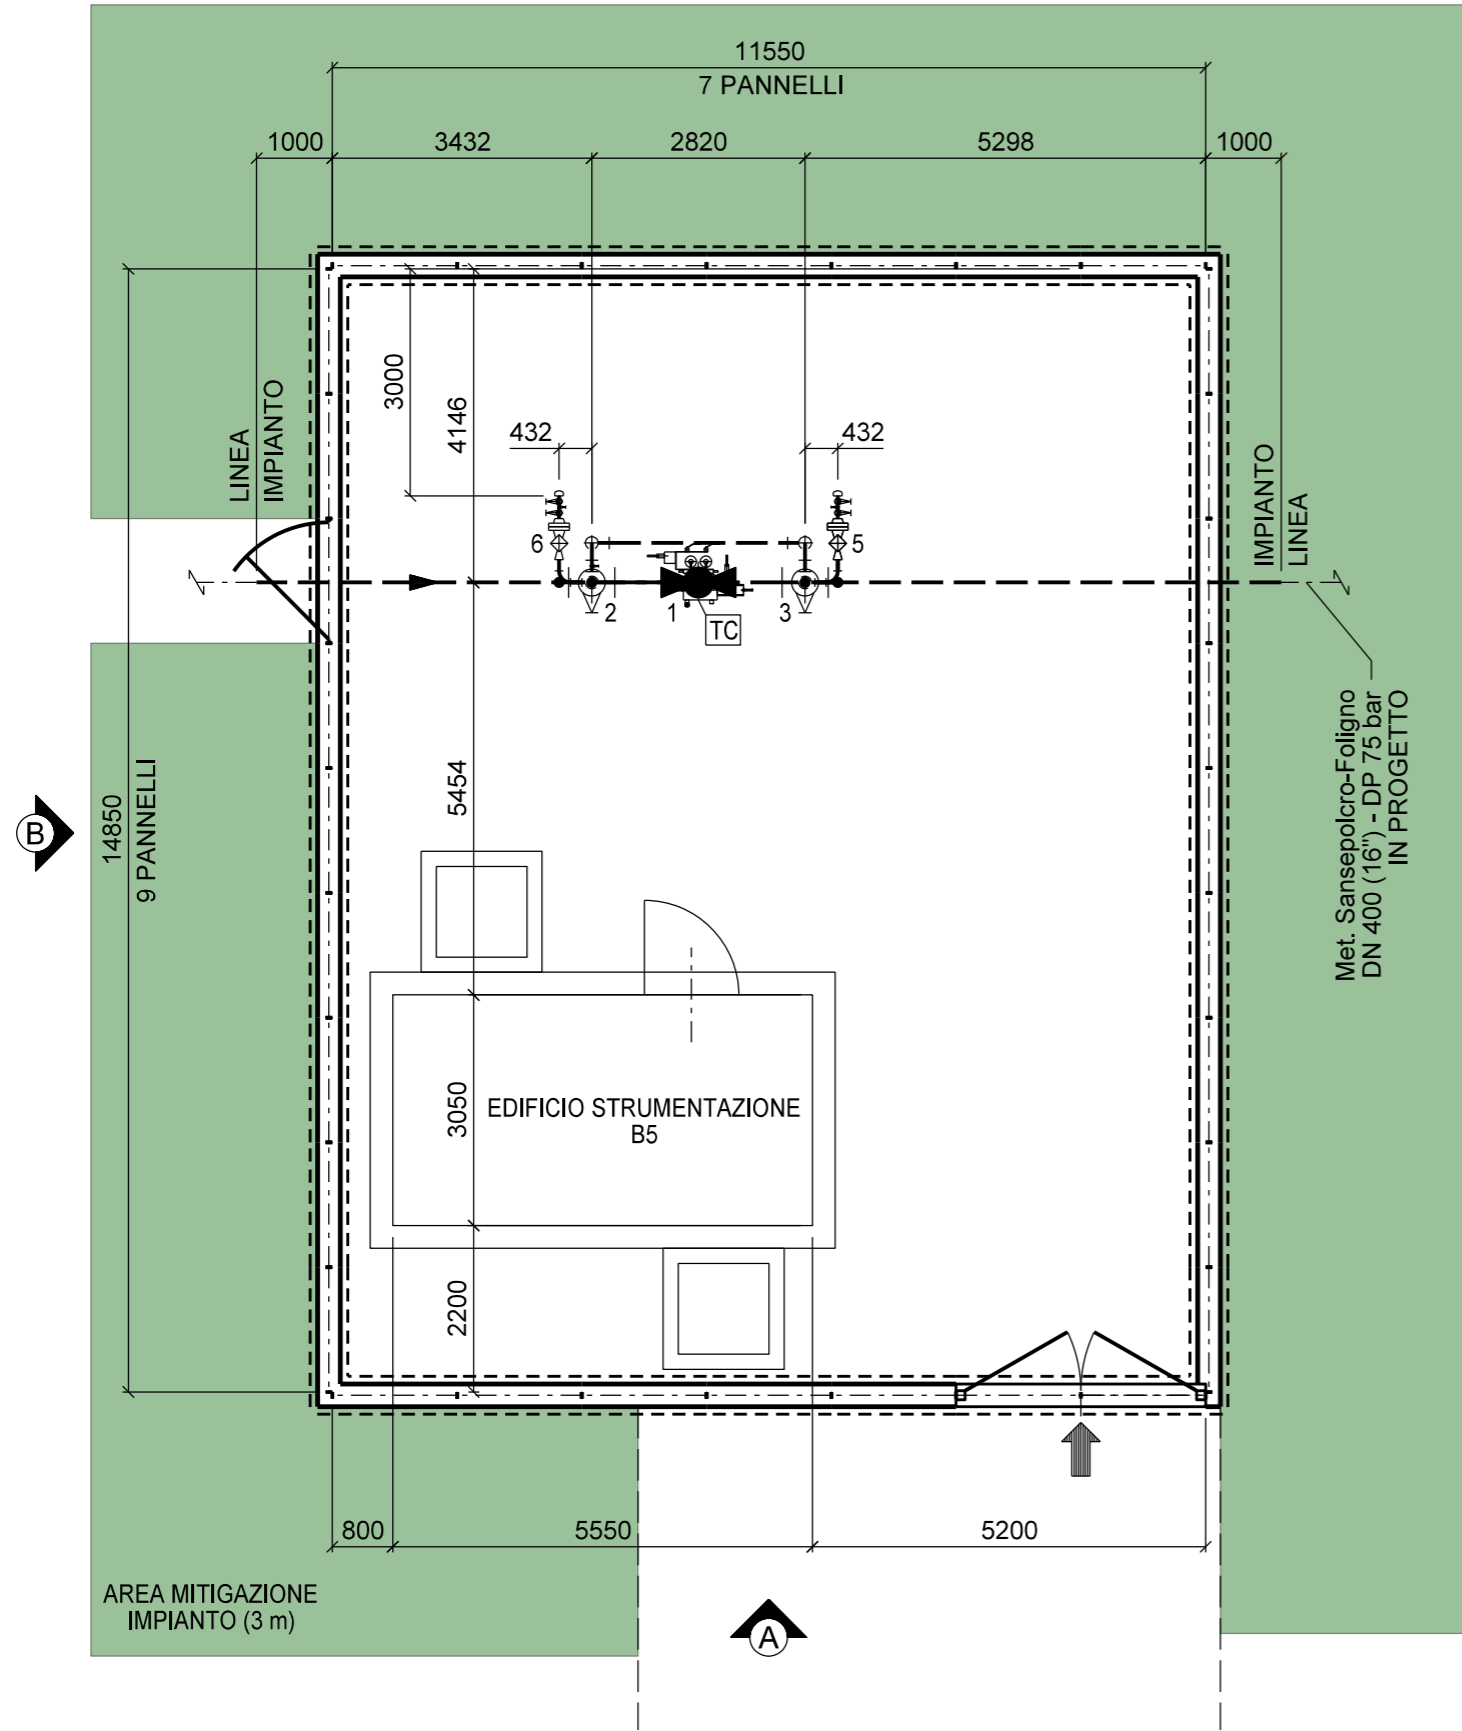 11550
7 PANNELLI
1000
3432
2820
5298
1000
3000
4146
432
432
LINEA
IMPIANTO
IMPIANTO
LINEA
6
5
2
1
3
TC
Met. Sansepolcro-Foligno
DN 400 (16") - DP 75 bar
IN PROGETTO
14850
9 PANNELLI
B
5454
3050
EDIFICIO STRUMENTAZIONE
B5
2200
800
5550
5200
AREA MITIGAZIONE
IMPIANTO (3 m)
A